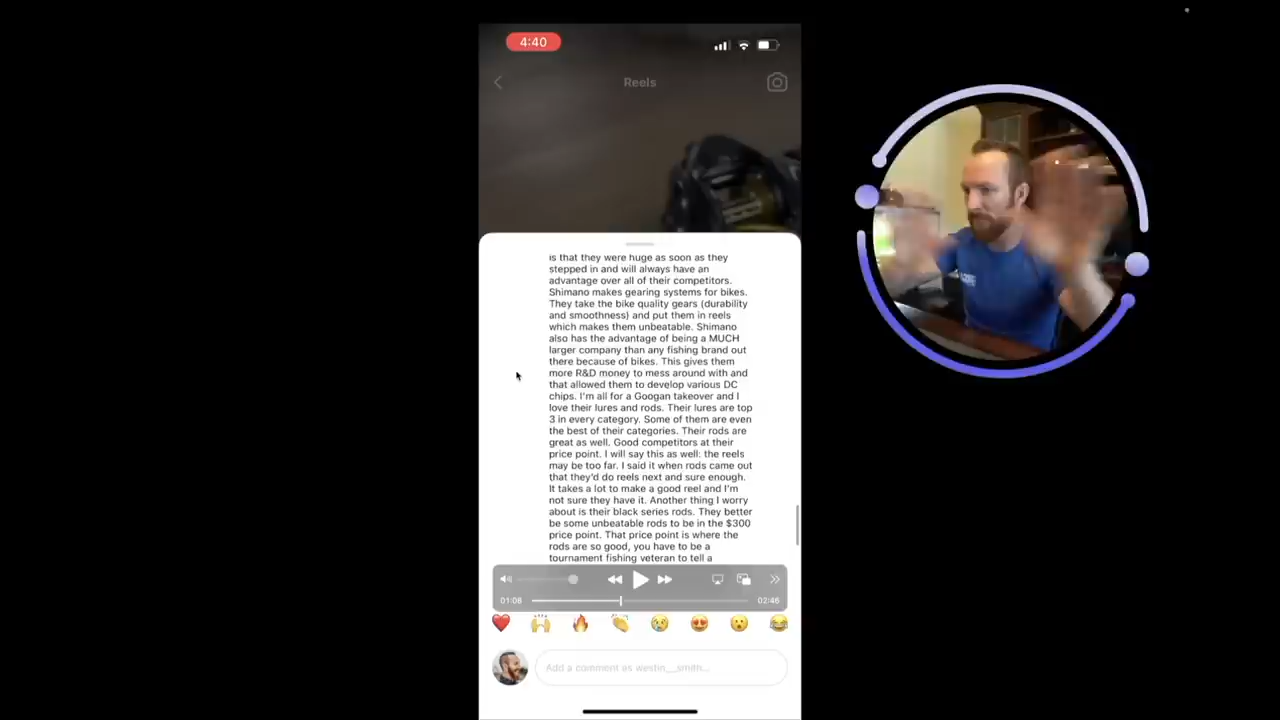 4:40
Reels
is that they were huge as soon as they
stepped in and will always have an
advantage over all of their competitors.
Shimano makes gearing systems for bikes.
They take the bike quality gears (durability
and smoothness) and put them in reels
which makes them unbeatable. Shimano
also has the advantage of being a MUCH
larger company than any fishing brand out
there because of bikes. This gives them
more R&D money to mess around with and
that allowed them to develop various DC
chips. I'm all for a Googan takeover and I
love their lures and rods. Their lures are top
3 in every category. Some of them are even
the best of their categories. Their rods are
great as well. Good competitors at their
price point. I will say this as well: the reels
may be too far. I said it when rods came out
that they'd do reels next and sure enough.
It takes a lot to make a good reel and I'm
not sure they have it. Another thing I worry
about is their black series rods. They better
be some unbeatable rods to be in the $300
price point. That price point is where the
rods are so good, you have to be a
tournament fishing veteran to tell a
01:08
02:46
Add a comment as westin__smith...